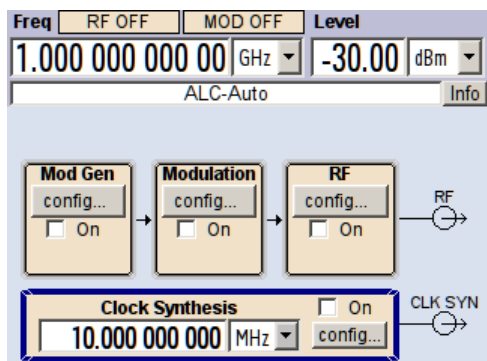 Freq RF OFF MOD OFF Level
1.000 000 000 00 GHz -30.00 dBm
ALC-Auto Info
Mod Gen Modulation RF
config... config... config... RF
On On On
Clock Synthesis On CLK SYN
10.000 000 000 MHz config...